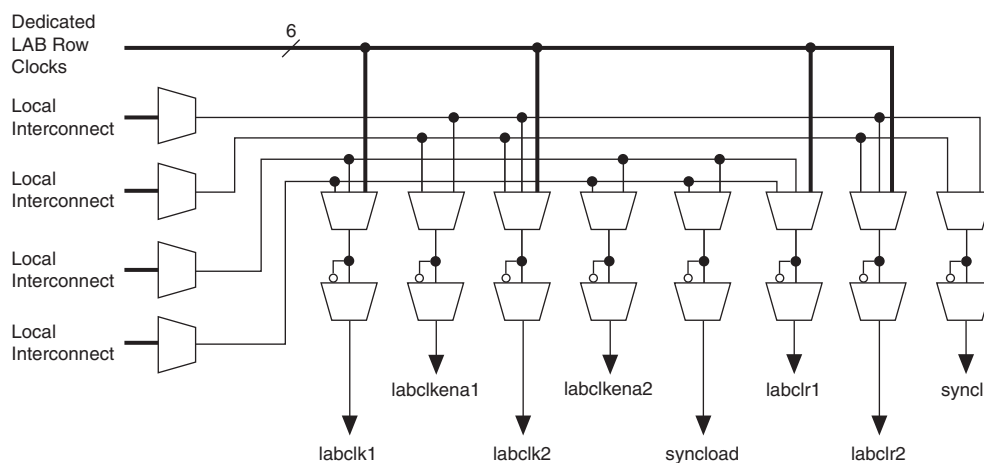 Dedicated
LAB Row
Clocks
6
Local
Interconnect
Local
Interconnect
Local
Interconnect
Local
Interconnect
labclkena1
labclkena2
labclr1
syncl
labclk1
labclk2
syncload
labclr2